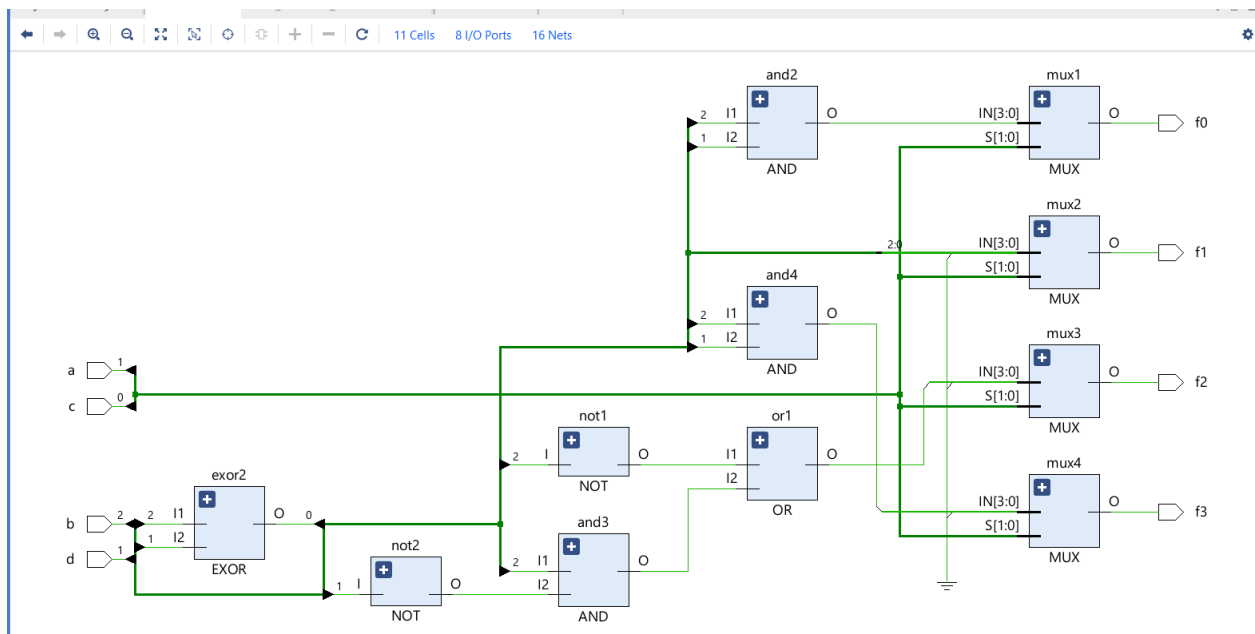 11 Cells 8 I/O Ports 16 Nets
and2 mux1
2 I1 O IN[3:0] O f0
1 I2 S[1:0]
AND MUX
mux2
2:0 IN[3:0] O f1
and4 S[1:0]
MUX
2 I1 O
1 I2 mux3
a 1 AND IN[3:0] O f2
c 0 S[1:0]
not1 or1 MUX
2 I O I1 O
exor2 NOT I2 mux4
OR IN[3:0] O f3
b 2 2 I1 O 0 and3 S[1:0]
d 1 1 I2 not2 MUX
EXOR 2 I1 O
1 I O I2
NOT AND